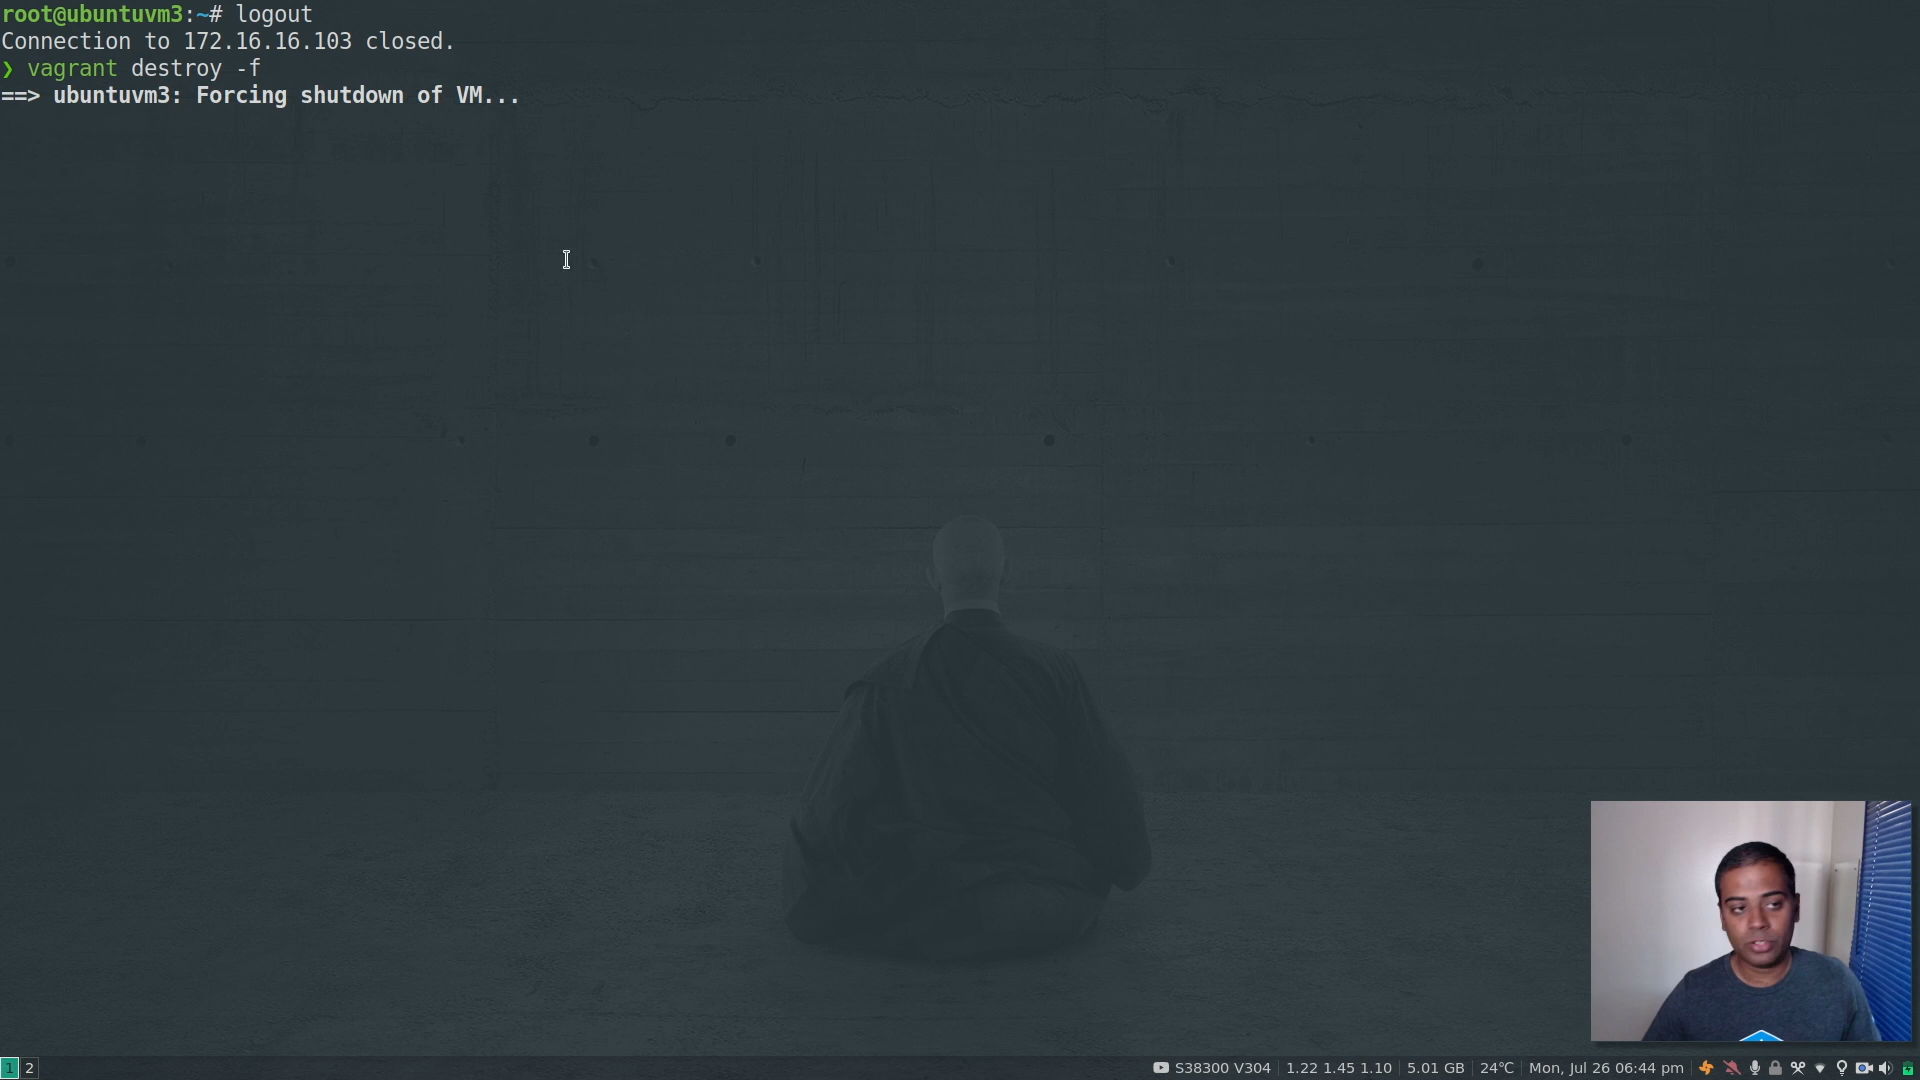 root@ubuntuvm3:~# logout
Connection to 172.16.16.103 closed.
❯ vagrant destroy -f
==> ubuntuvm3: Forcing shutdown of VM...
1 2 S38300 V304 1.22 1.45 1.10 5.01 GB 24℃ Mon, Jul 26 06:44 pm